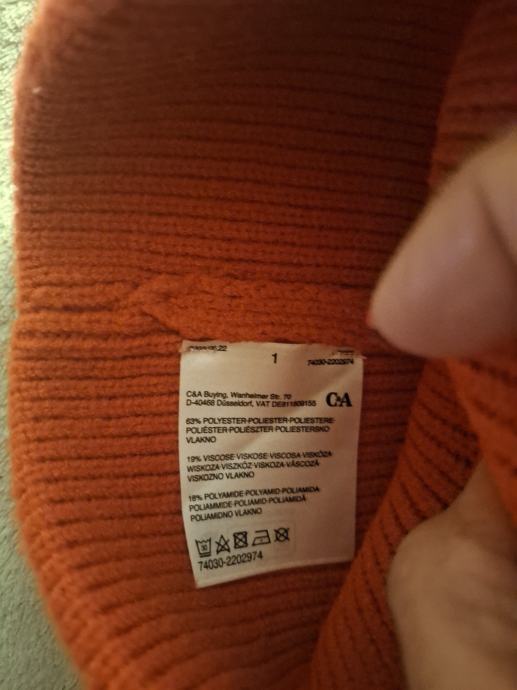 1
74030-2202974
C&A Buying, Wanheimer Str. 70
D-40468 Düsseldorf, VAT DE811809155
C&A
63% POLYESTER·POLIESTER·POLIESTERE·
POLIÉSTER·POLIÉSZTER·POLIESTERSKO
VLAKNO
19% VISCOSE·VISKOSE·VISCOSA·VISKÓZA·
WISKOZA·VISZKÓZ·VISKOZA·VÂSCOZĂ·
VISKOZNO VLAKNO
18% POLYAMIDE·POLYAMID·POLIAMIDA·
POLIAMMIDE·POLIAMID·POLIAMIDĂ·
POLIAMIDNO VLAKNO
74030-2202974